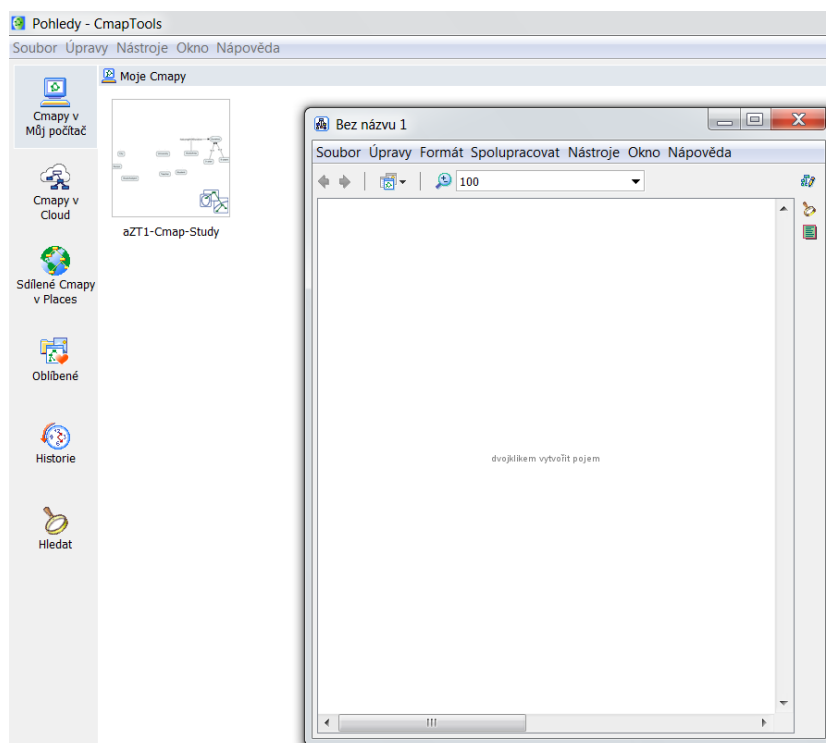 Pohledy - CmapTools
Soubor Úpravy Nástroje Okno Nápověda
Moje Cmapy
Cmapy v
Můj počítač
Cmapy v
Cloud
Sdílené Cmapy
v Places
Oblíbené
Historie
Hledat
aZT1-Cmap-Study
Bez názvu 1
Soubor Úpravy Formát Spolupracovat Nástroje Okno Nápověda
100
dvojklikem vytvořit pojem